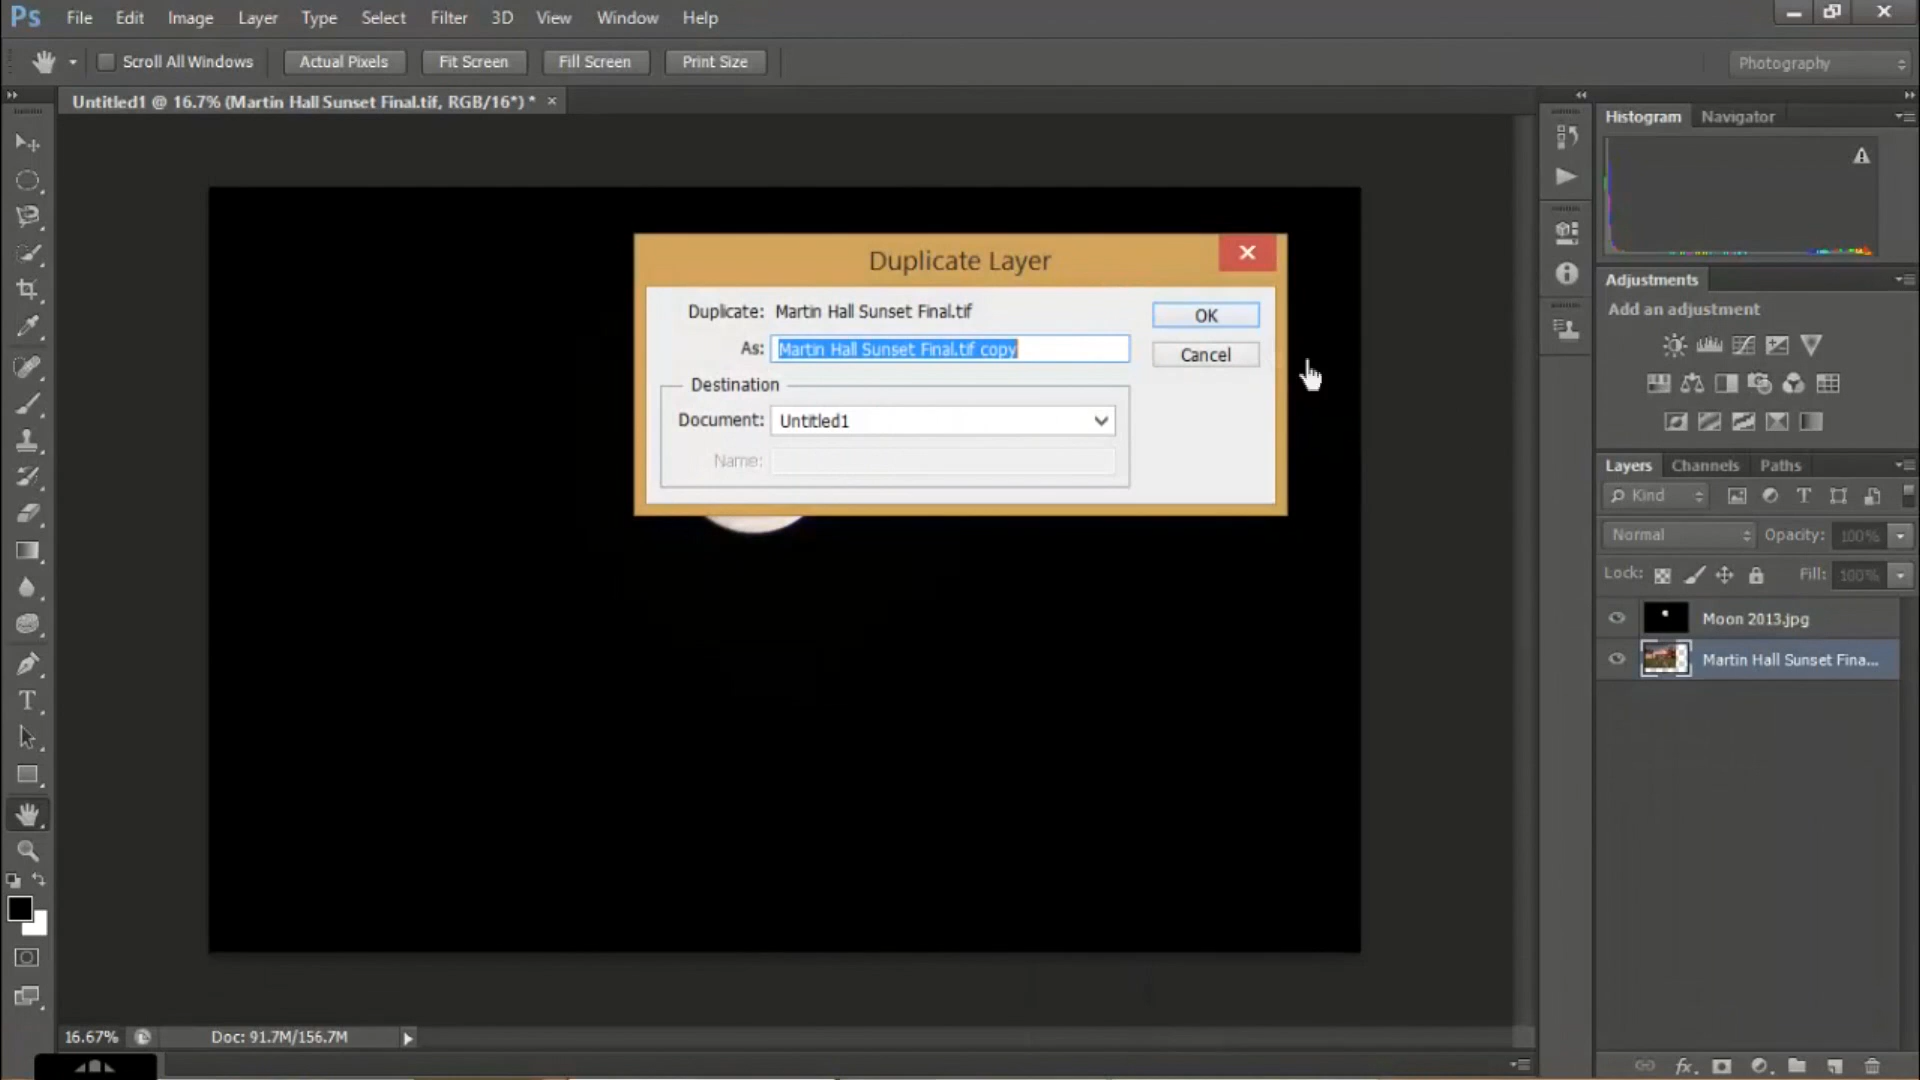 Ps File Edit Image Layer Type Select Filter 3D View Window Help
Scroll All Windows Actual Pixels Fit Screen Fill Screen Print Size Photography
Untitled1 @ 16.7% (Martin Hall Sunset Final.tif, RGB/16*) * ×
Histogram Navigator
Duplicate Layer
Duplicate: Martin Hall Sunset Final.tif
OK
As: Martin Hall Sunset Final.tif copy
Cancel
Destination
Document: Untitled1
Name:
Adjustments
Add an adjustment
Layers Channels Paths
Kind
Normal Opacity: 100%
Lock: Fill: 100%
Moon 2013.jpg
Martin Hall Sunset Fina...
16.67% Doc: 91.7M/156.7M
fx